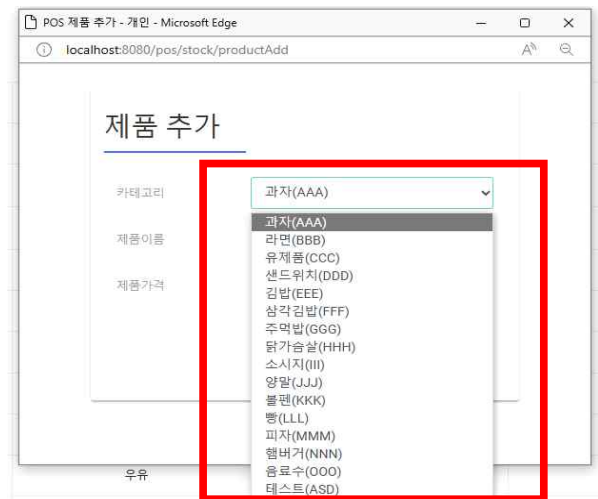 POS 제품 추가 - 개인 - Microsoft Edge
localhost:8080/pos/stock/productAdd
제품 추가
카테고리
과자(AAA)
제품이름
제품가격
과자(AAA)
라면(BBB)
유제품(CCC)
샌드위치(DDD)
김밥(EEE)
삼각김밥(FFF)
주먹밥(GGG)
닭가슴살(HHH)
소시지(III)
양말(JJJ)
볼펜(KKK)
빵(LLL)
피자(MMM)
햄버거(NNN)
음료수(OOO)
테스트(ASD)
우유